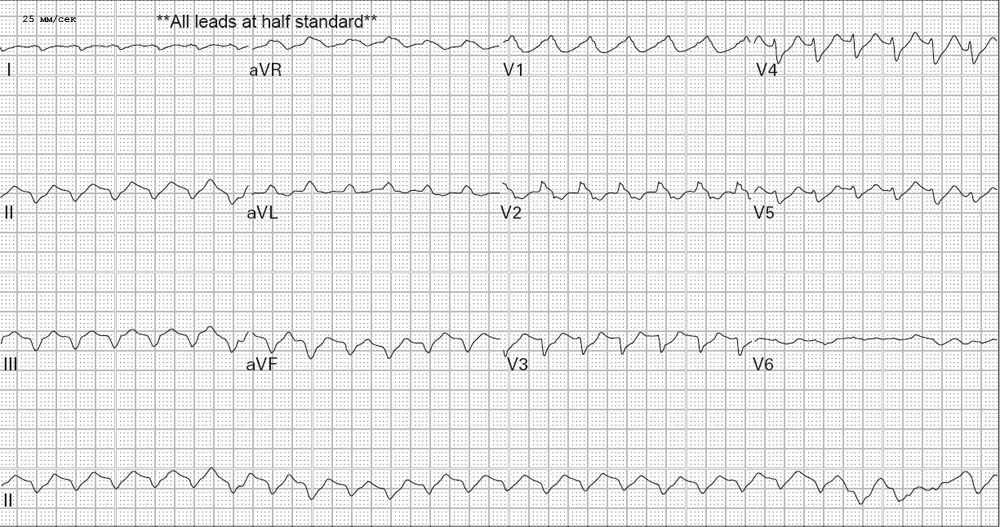 25 мм/сек
**All leads at half standard**
I aVR V1 V4
II aVL V2 V5
III aVF V3 V6
II